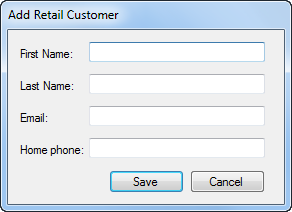 Add Retail Customer
First Name:
Last Name:
Email:
Home phone:
Save Cancel